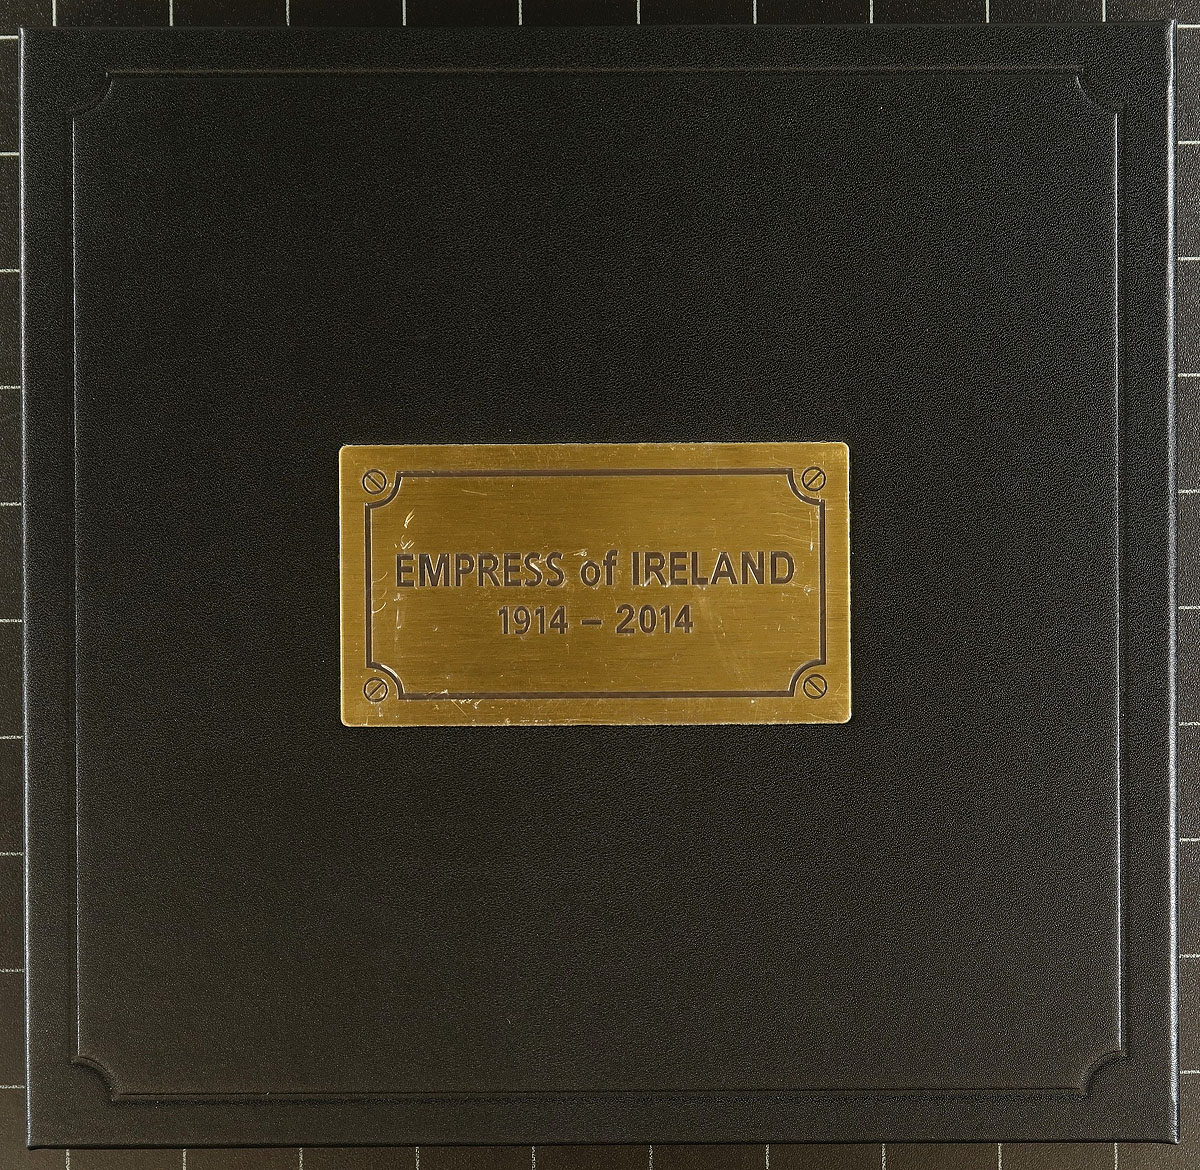 EMPRESS of IRELAND
1914 – 2014